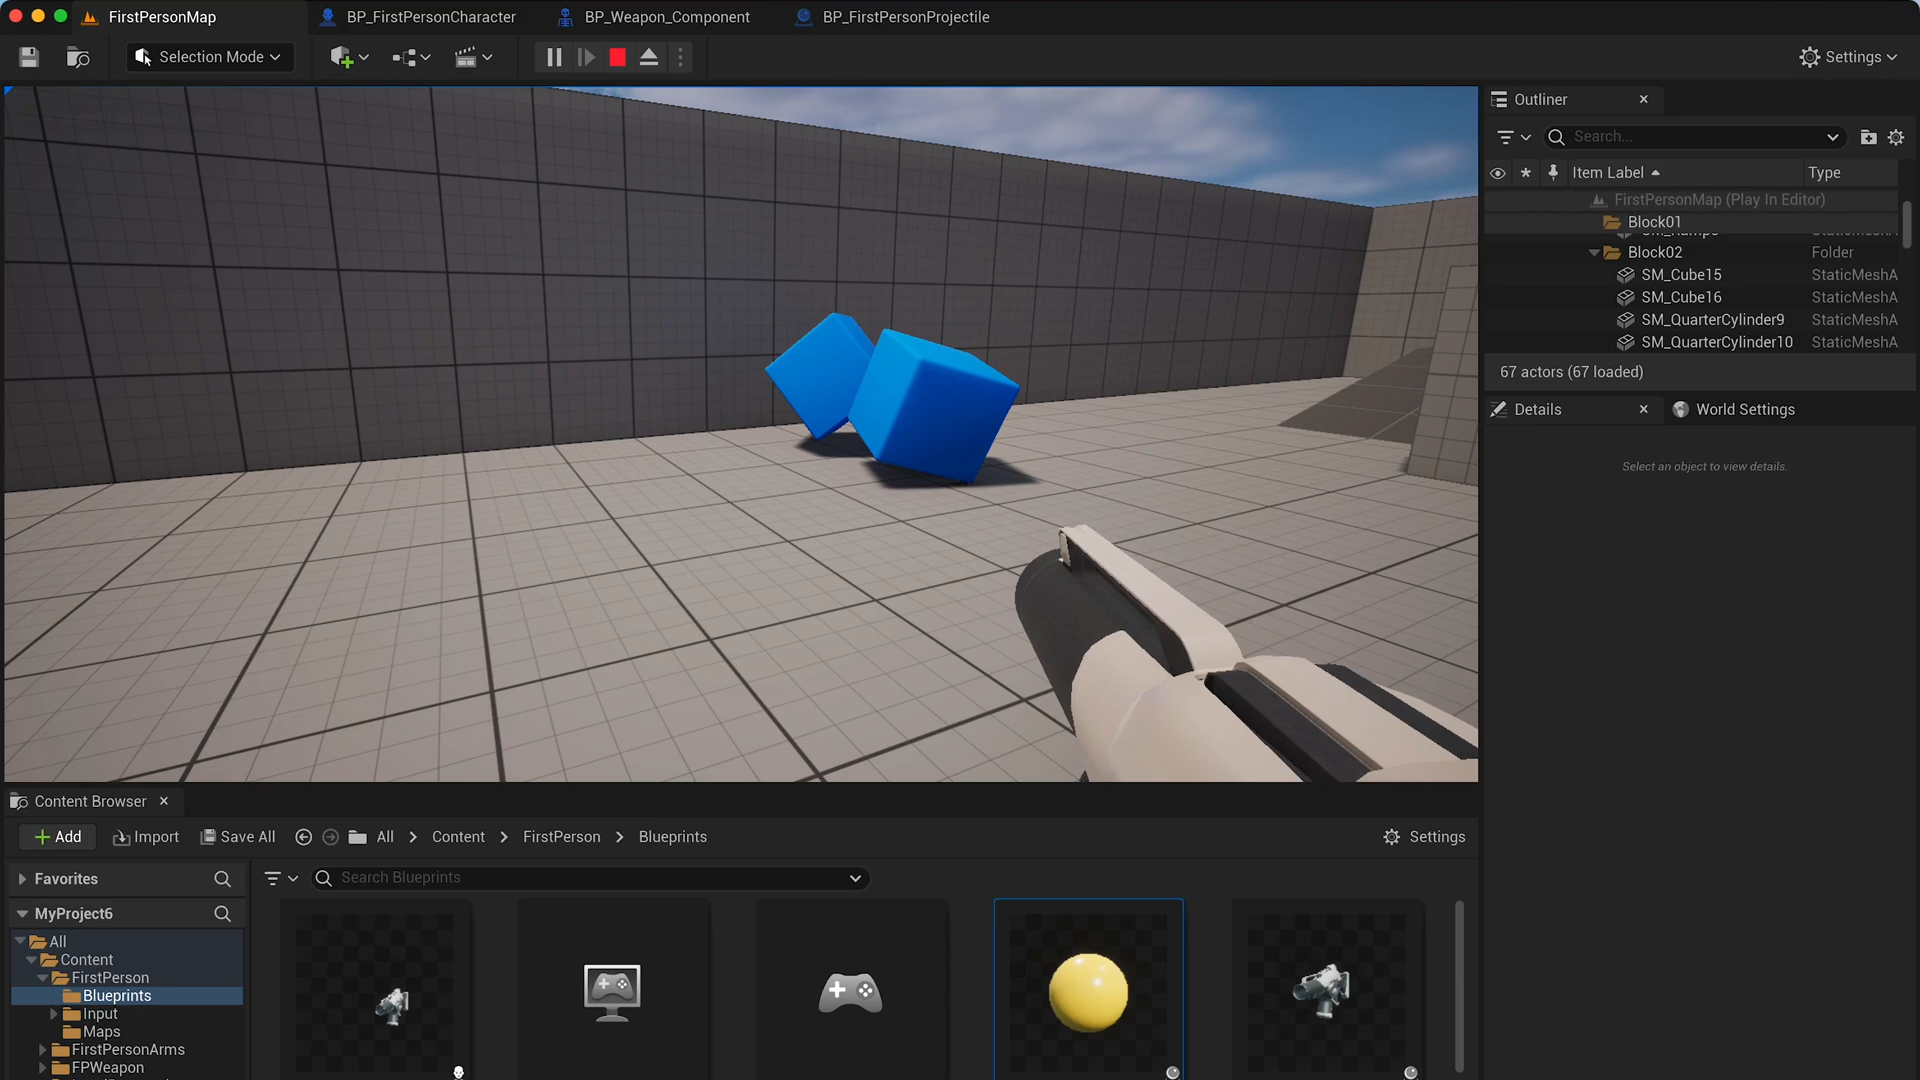 FirstPersonMap
BP_FirstPersonCharacter
BP_Weapon_Component
BP_FirstPersonProjectile
Selection Mode
Settings
Outliner
Search...
Item Label
Type
FirstPersonMap (Play In Editor)
Block01
Block02
Folder
SM_Cube15
StaticMeshA
SM_Cube16
StaticMeshA
SM_QuarterCylinder9
StaticMeshA
SM_QuarterCylinder10
StaticMeshA
67 actors (67 loaded)
Details
World Settings
Select an object to view details.
Content Browser
Add
Import
Save All
All
Content
FirstPerson
Blueprints
Settings
Favorites
Search Blueprints
MyProject6
All
Content
FirstPerson
Blueprints
Input
Maps
FirstPersonArms
FPWeapon